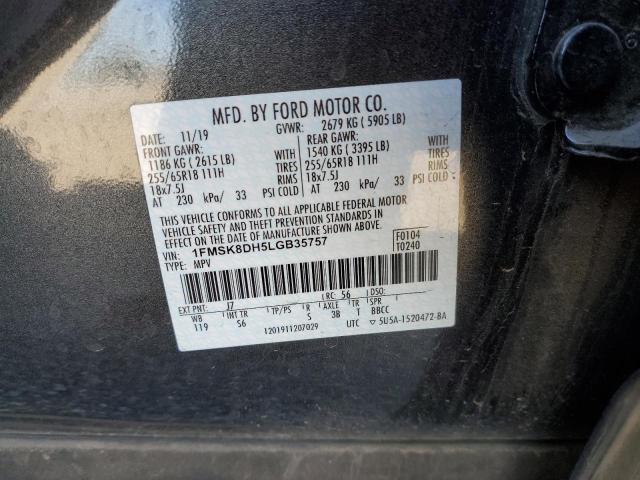 MFD. BY FORD MOTOR CO.
DATE: 11/19 GVWR: 2679 KG ( 5905 LB)
FRONT GAWR: REAR GAWR:
1186 KG ( 2615 LB) WITH 1540 KG ( 3395 LB) WITH
255/65R18 111H TIRES 255/65R18 111H TIRES
18x7.5J RIMS 18x7.5J RIMS
AT 230 kPa/ 33 PSI COLD AT 230 kPa/ 33 PSI COLD
THIS VEHICLE CONFORMS TO ALL APPLICABLE FEDERAL MOTOR
VEHICLE SAFETY AND THEFT PREVENTION STANDARDS IN
EFFECT ON THE DATE OF MANUFACTURE SHOWN ABOVE.
VIN: 1FMSK8DH5LGB35757 F0104
TYPE: MPV T0240
EXT PNT: J7 RC: 56 DSO:
WB INT TR TP/PS R AXLE TR SPR
119 S6 S 3B T BBCC
1201911207029 UTC ▽ 5U5A-1520472-BA